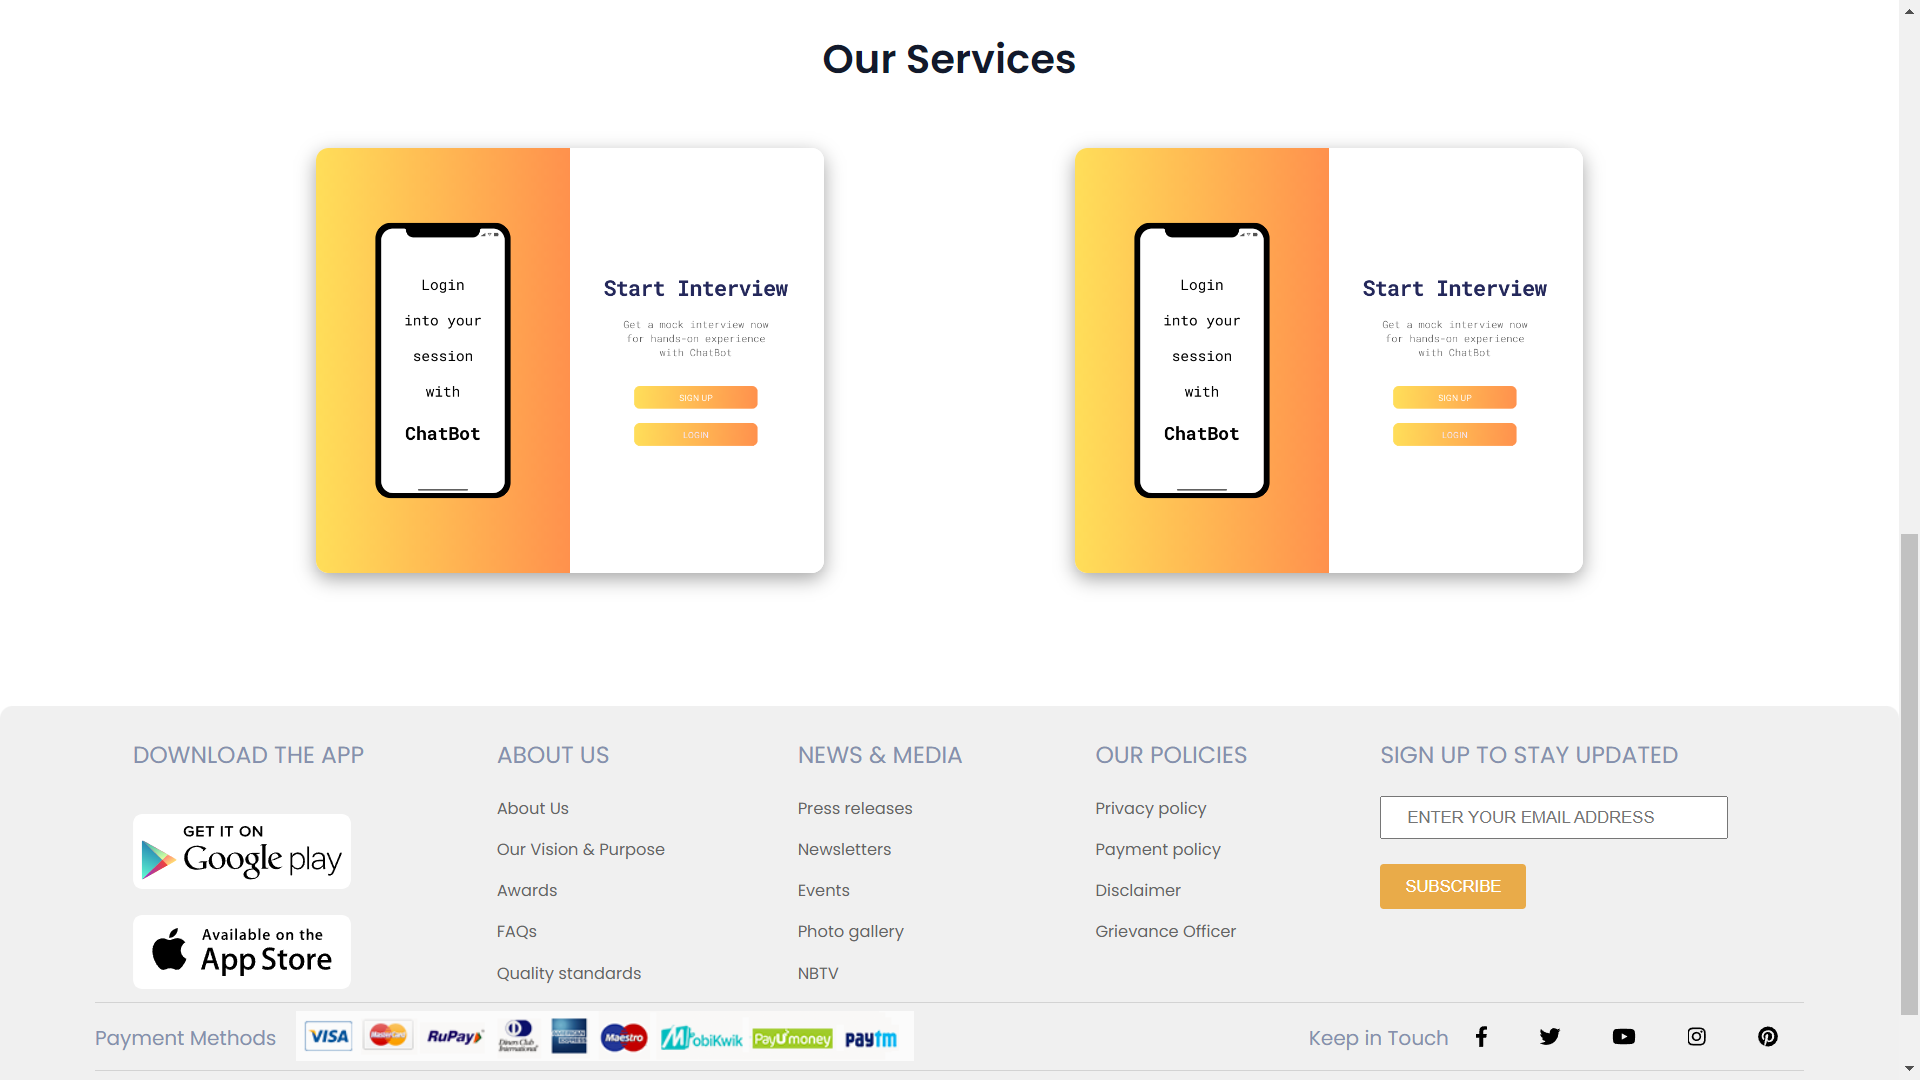 Our Services
Login
into your
session
with
ChatBot
Start Interview
Get a mock interview now
for hands-on experience
with ChatBot
SIGN UP
LOGIN
Login
into your
session
with
ChatBot
Start Interview
Get a mock interview now
for hands-on experience
with ChatBot
SIGN UP
LOGIN
DOWNLOAD THE APP
GET IT ON
Google play
Available on the
App Store
ABOUT US
About Us
Our Vision & Purpose
Awards
FAQs
Quality standards
NEWS & MEDIA
Press releases
Newsletters
Events
Photo gallery
NBTV
OUR POLICIES
Privacy policy
Payment policy
Disclaimer
Grievance Officer
SIGN UP TO STAY UPDATED
ENTER YOUR EMAIL ADDRESS
SUBSCRIBE
Payment Methods
VISA
MasterCard
RuPay
Diners Club
International
AMERICAN
EXPRESS
Maestro
MobiKwik
PayUmoney
paytm
Keep in Touch